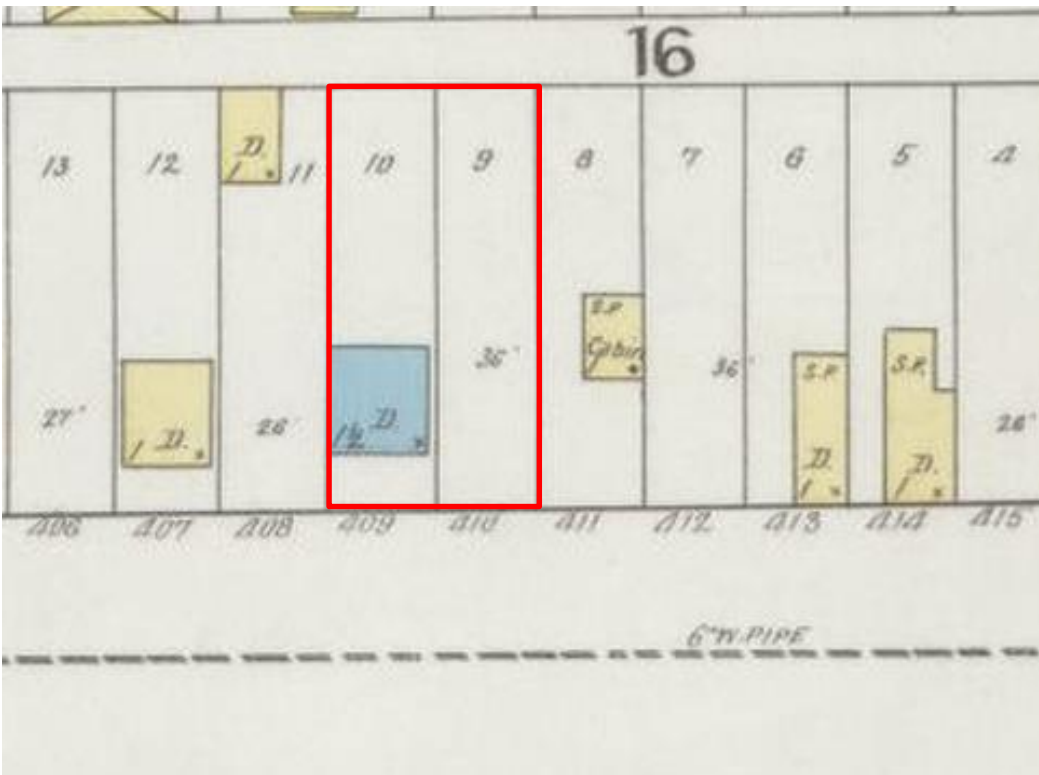 16
13 12 D. 11 10 9 8 7 6 5 4
1
S.P.
36' Cabin 36' S.P. S.P.
27' 1 D. 26' 1½ D. 1 D. 1 D. 26'
406 407 408 409 410 411 412 413 414 415
6" W. PIPE